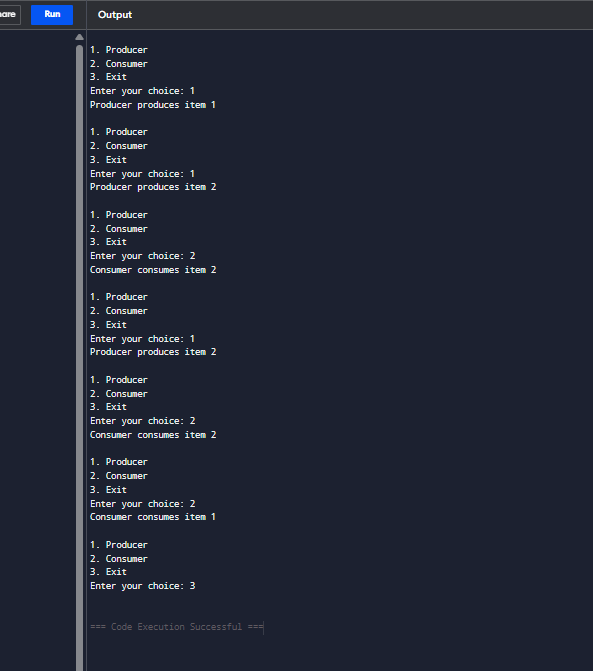 are Run Output
1. Producer
2. Consumer
3. Exit
Enter your choice: 1
Producer produces item 1
1. Producer
2. Consumer
3. Exit
Enter your choice: 1
Producer produces item 2
1. Producer
2. Consumer
3. Exit
Enter your choice: 2
Consumer consumes item 2
1. Producer
2. Consumer
3. Exit
Enter your choice: 1
Producer produces item 2
1. Producer
2. Consumer
3. Exit
Enter your choice: 2
Consumer consumes item 2
1. Producer
2. Consumer
3. Exit
Enter your choice: 2
Consumer consumes item 1
1. Producer
2. Consumer
3. Exit
Enter your choice: 3
=== Code Execution Successful ===